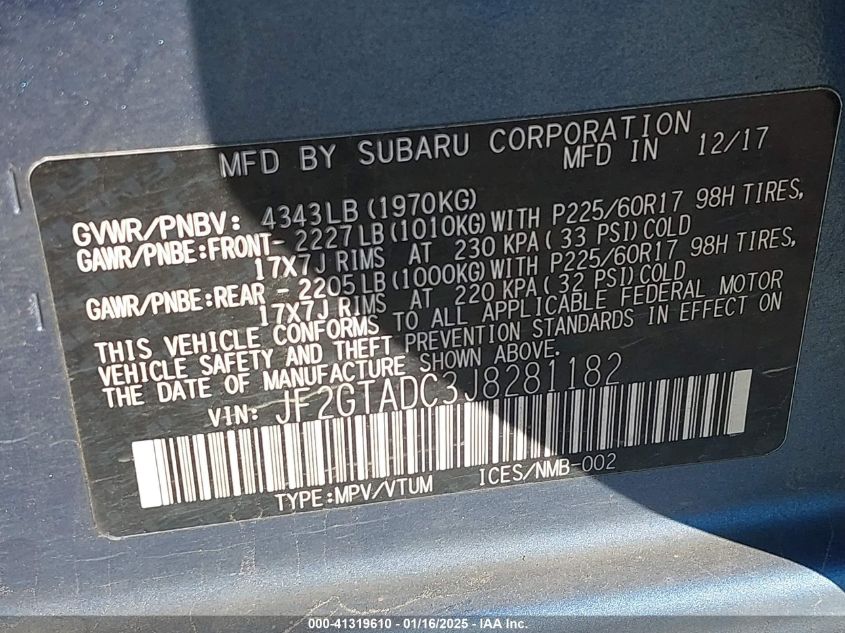 MFD BY SUBARU CORPORATION
MFD IN 12/17
GVWR/PNBV: 4343LB (1970KG)
GAWR/PNBE:FRONT- 2227LB (1010KG) WITH P225/60R17 98H TIRES,
17X7J RIMS AT 230 KPA (33 PSI) COLD
GAWR/PNBE:REAR - 2205LB (1000KG) WITH P225/60R17 98H TIRES,
17X7J RIMS AT 220 KPA (32 PSI) COLD
THIS VEHICLE CONFORMS TO ALL APPLICABLE FEDERAL MOTOR
VEHICLE SAFETY AND THEFT PREVENTION STANDARDS IN EFFECT ON
THE DATE OF MANUFACTURE SHOWN ABOVE.
VIN: JF2GTADC3J8281182
TYPE:MPV/VTUM ICES/NMB-002
000-41319610 - 01/16/2025 - IAA Inc.